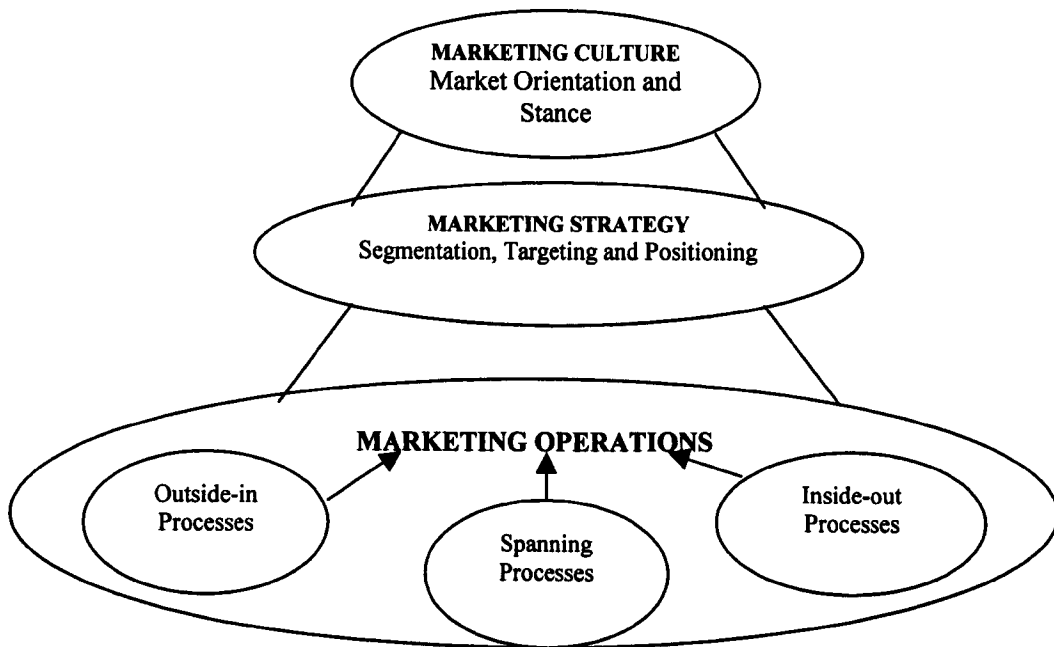 MARKETING CULTURE
Market Orientation and
Stance
MARKETING STRATEGY
Segmentation, Targeting and Positioning
MARKETING OPERATIONS
Outside-in
Processes
Spanning
Processes
Inside-out
Processes